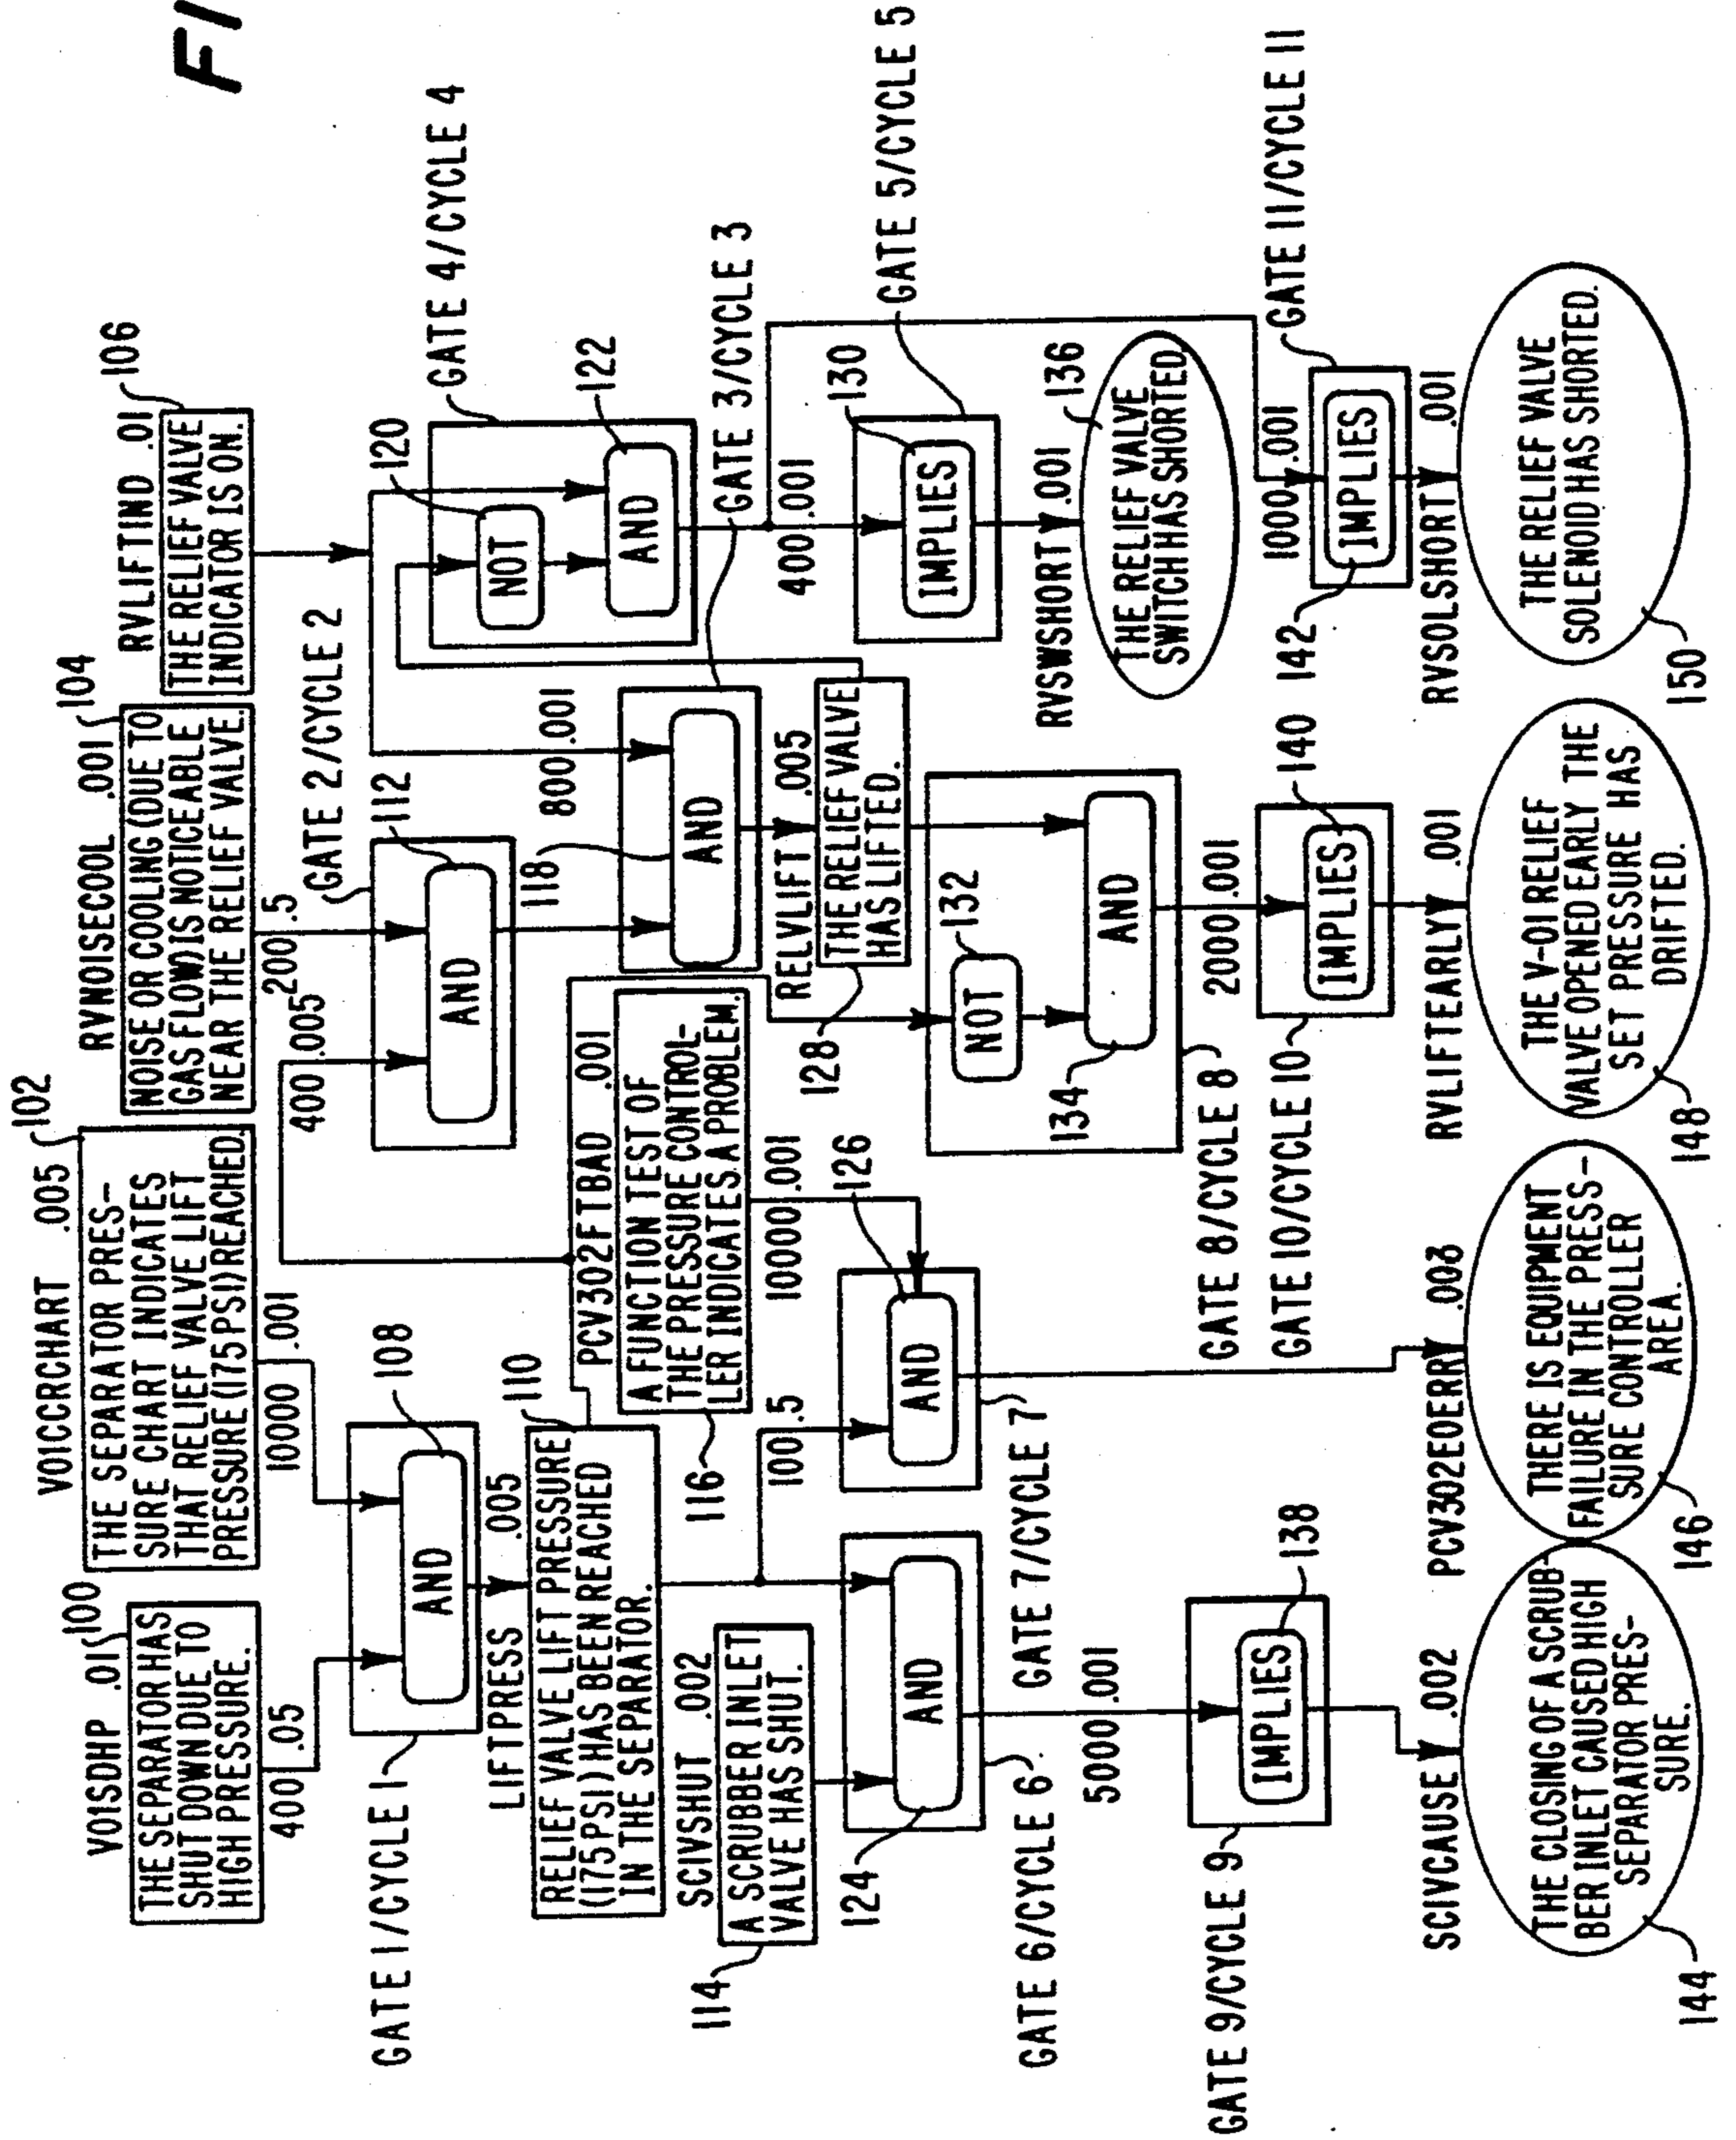 FI
V01SDHP .01
100
THE SEPARATOR HAS
SHUT DOWN DUE TO
HIGH PRESSURE.
400 .05
V01CCRCHART .005
102
THE SEPARATOR PRES-
SURE CHART INDICATES
THAT RELIEF VALVE LIFT
PRESSURE (175 PSI) REACHED.
10000 .001
RVNOISECOOL .001
104
NOISE OR COOLING (DUE TO
GAS FLOW) IS NOTICEABLE
NEAR THE RELIEF VALVE.
200 .5
RVLIFTIND .01
106
THE RELIEF VALVE
INDICATOR IS ON.
GATE 1/CYCLE 1
AND
108
400 .005
GATE 2/CYCLE 2
112
AND
GATE 4/CYCLE 4
120
NOT
122
AND
LIFTPRESS .005
110
RELIEF VALVE LIFT PRESSURE
(175 PSI) HAS BEEN REACHED
IN THE SEPARATOR.
118
800 .001
GATE 3/CYCLE 3
AND
PCV302FTBAD .001
A FUNCTION TEST OF
THE PRESSURE CONTROL-
LER INDICATES A PROBLEM.
116
10000 .001
RELVLIFT .005
THE RELIEF VALVE
HAS LIFTED.
128
400 .001
130
GATE 5/CYCLE 5
IMPLIES
SCIVSHUT .002
A SCRUBBER INLET
VALVE HAS SHUT.
114
100 .5
126
124
AND
GATE 6/CYCLE 6
AND
GATE 7/CYCLE 7
132
NOT
134
AND
GATE 8/CYCLE 8
RVSWSHORT .001
136
THE RELIEF VALVE
SWITCH HAS SHORTED
5000 .001
GATE 9/CYCLE 9
IMPLIES
138
2000 .001
GATE 10/CYCLE 10
140
IMPLIES
1000 .001
GATE 11/CYCLE 11
142
IMPLIES
SCIVCAUSE .002
THE CLOSING OF A SCRUB-
BER INLET CAUSED HIGH
SEPARATOR PRES-
SURE.
144
PCV302EOERR .003
THERE IS EQUIPMENT
FAILURE IN THE PRESS-
SURE CONTROLLER
AREA.
146
RVLIFTEARLY .001
THE V-01 RELIEF
VALVE OPENED EARLY THE
SET PRESSURE HAS
DRIFTED.
148
RVSOLSHORT .001
THE RELIEF VALVE
SOLENOID HAS SHORTED.
150